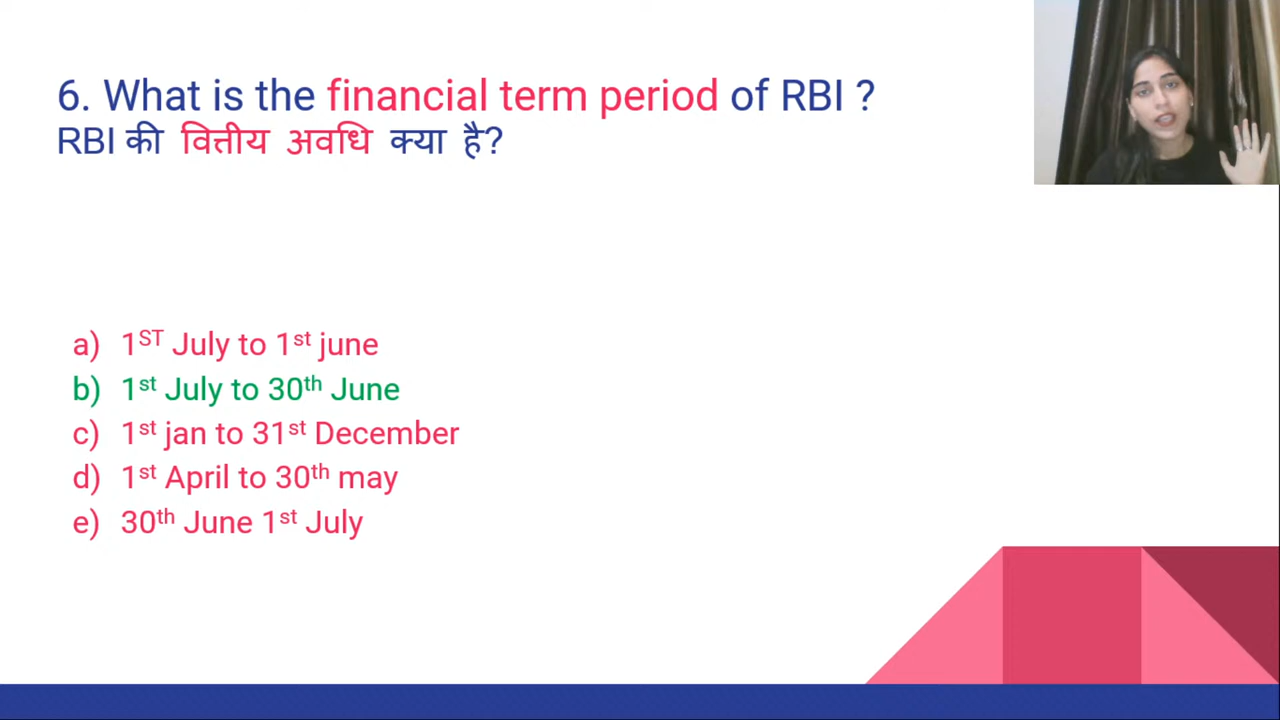 6. What is the financial term period of RBI ?
RBI की वित्तीय अवधि क्या है?
a) 1ST July to 1st june
b) 1st July to 30th June
c) 1st jan to 31st December
d) 1st April to 30th may
e) 30th June 1st July